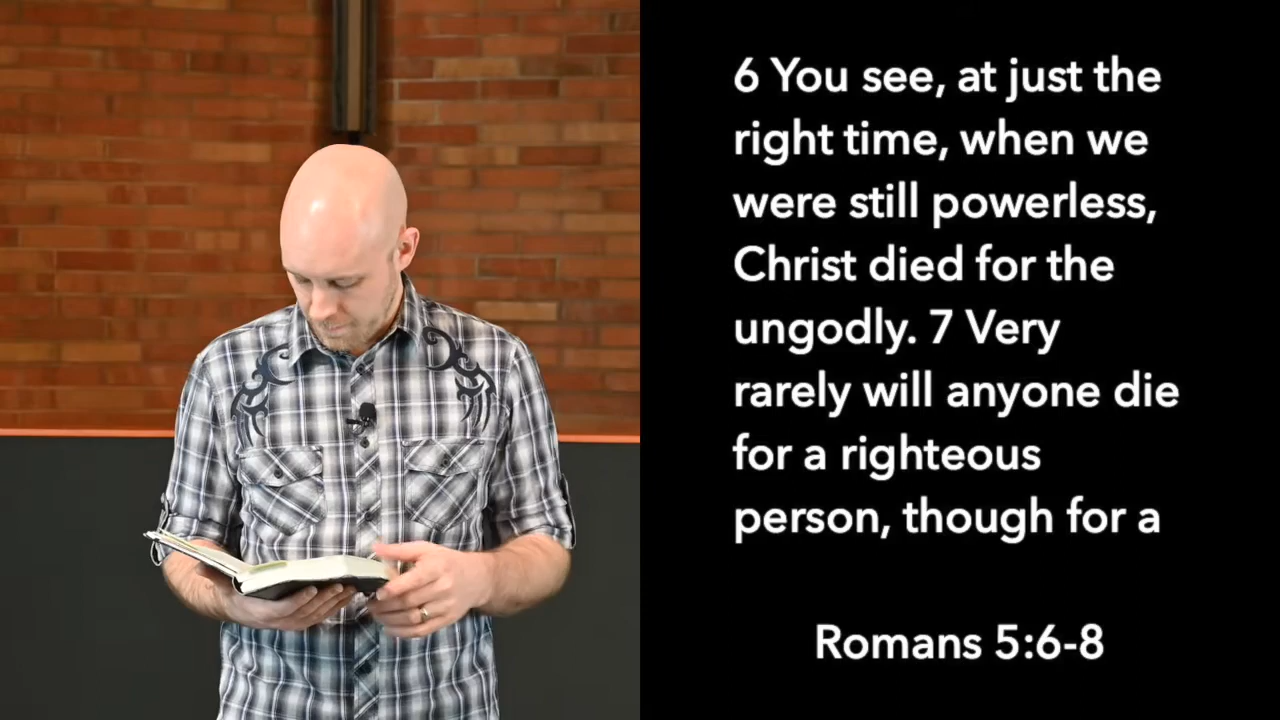 6 You see, at just the
right time, when we
were still powerless,
Christ died for the
ungodly. 7 Very
rarely will anyone die
for a righteous
person, though for a
Romans 5:6-8